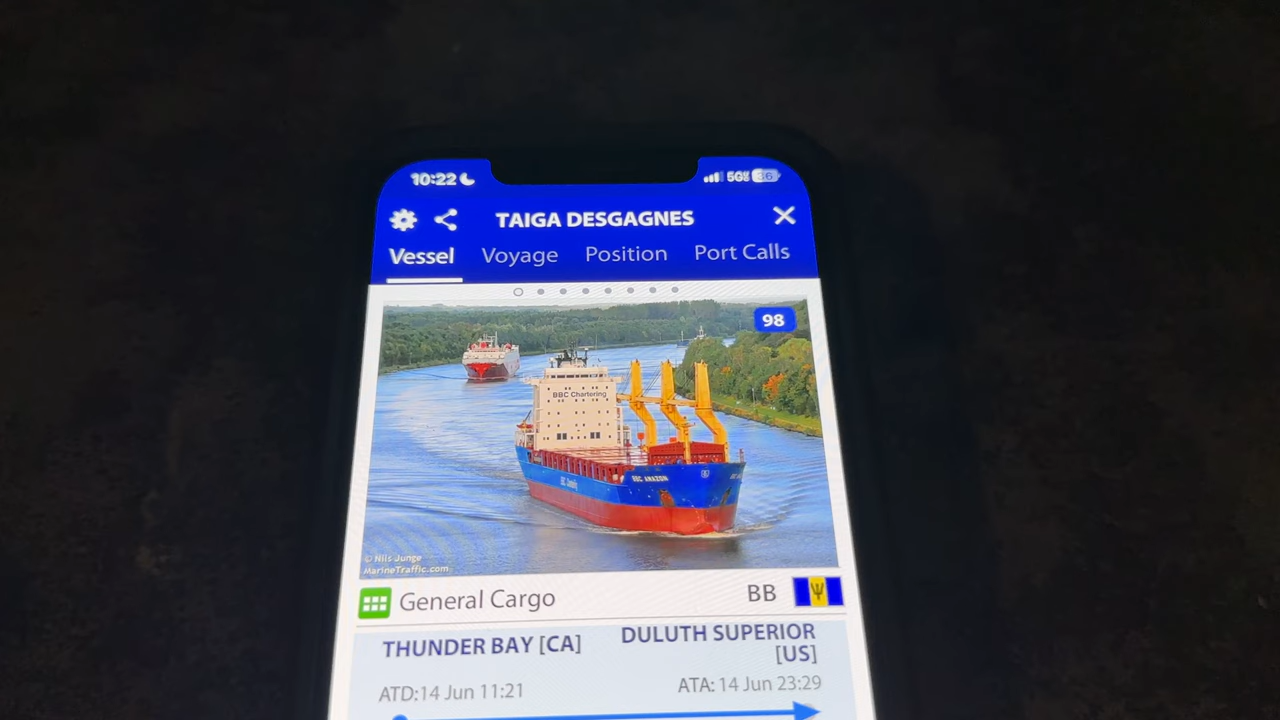 10:22
5G 36
TAIGA DESGAGNES
Vessel Voyage Position Port Calls
98
BBC Chartering
BBC AMAZON
© Nils Junge
MarineTraffic.com
General Cargo
BB
THUNDER BAY [CA]
DULUTH SUPERIOR
[US]
ATD:14 Jun 11:21
ATA: 14 Jun 23:29